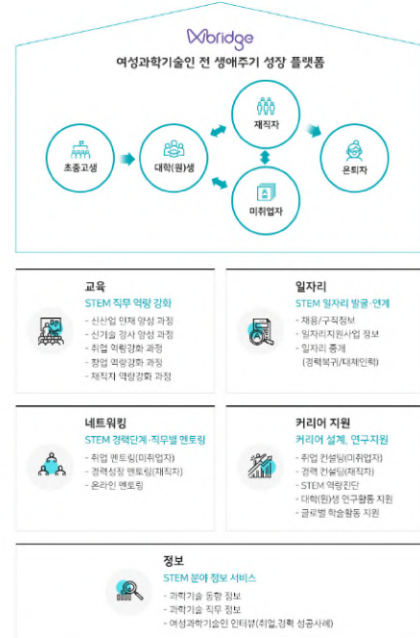 Wbridge
여성과학기술인 전 생애주기 성장 플랫폼
재직자
초중고생
대학(원)생
은퇴자
미취업자
교육
STEM 직무 역량 강화
- 신산업 인재 양성 과정
- 신기술 강사 양성 과정
- 취업 역량강화 과정
- 창업 역량강화 과정
- 재직자 역량강화 과정
일자리
STEM 일자리 발굴·연계
- 채용/구직정보
- 일자리지원사업 정보
- 일자리 중개
(경력복귀/대체인력)
네트워킹
STEM 경력단계·직무별 멘토링
- 취업 멘토링(미취업자)
- 경력성장 멘토링(재직자)
- 온라인 멘토링
커리어 지원
커리어 설계, 연구지원
- 취업 컨설팅(미취업자)
- 경력 컨설팅(재직자)
- STEM 역량진단
- 대학(원)생 연구활동 지원
- 글로벌 학술활동 지원
정보
STEM 분야 정보 서비스
- 과학기술 동향 정보
- 과학기술 직무 정보
- 여성과학기술인 인터뷰(취업,경력 성공사례)